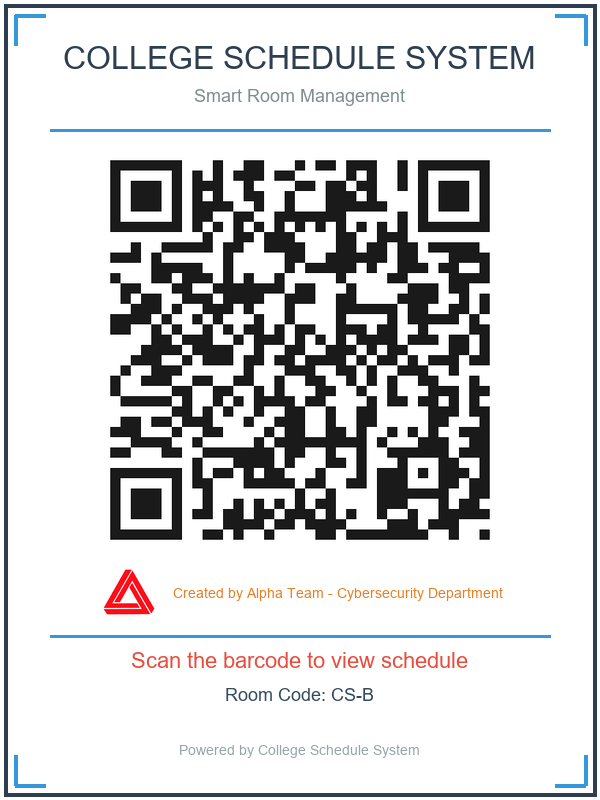 COLLEGE SCHEDULE SYSTEM
Smart Room Management
Created by Alpha Team - Cybersecurity Department
Scan the barcode to view schedule
Room Code: CS-B
Powered by College Schedule System